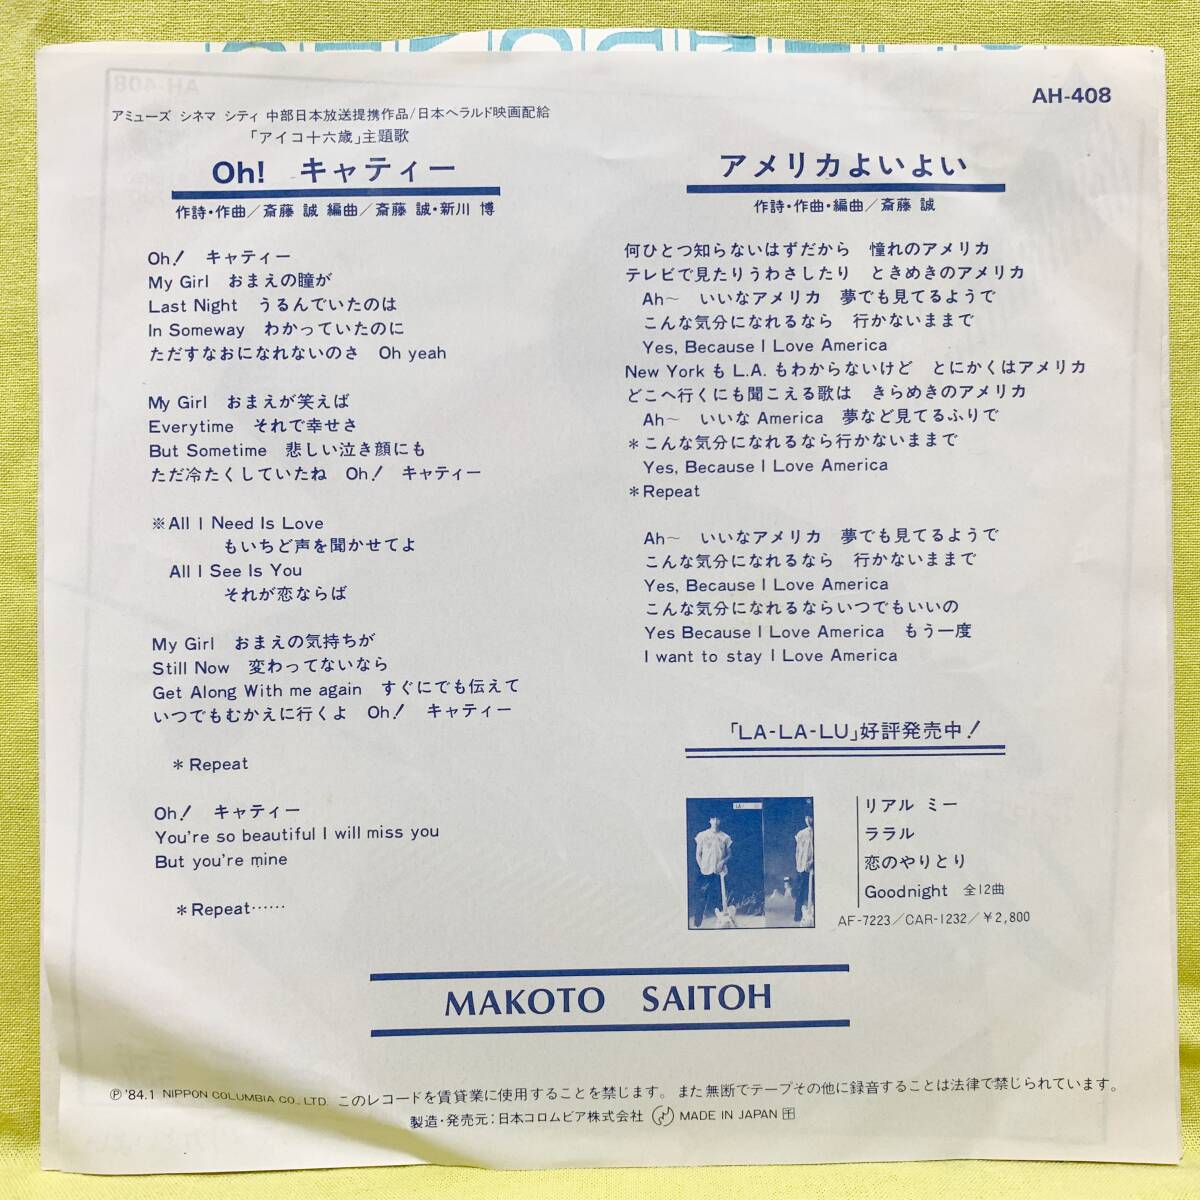 AH-408
アミューズ シネマ シティ 中部日本放送提携作品/日本ヘラルド映画配給
「アイコ十六歳」主題歌
Oh! キャティー
作詩・作曲/斎藤 誠 編曲/斎藤 誠・新川 博
Oh! キャティー
My Girl おまえの瞳が
Last Night うるんでいたのは
In Someway わかっていたのに
ただすなおになれないのさ Oh yeah
My Girl おまえが笑えば
Everytime それで幸せさ
But Sometime 悲しい泣き顔にも
ただ冷たくしていたね Oh! キャティー
※All I Need Is Love
もいちど声を聞かせてよ
All I See Is You
それが恋ならば
My Girl おまえの気持ちが
Still Now 変わってないなら
Get Along With me again すぐにでも伝えて
いつでもむかえに行くよ Oh! キャティー
*Repeat
Oh! キャティー
You're so beautiful I will miss you
But you're mine
*Repeat……
アメリカよいよい
作詩・作曲・編曲/斎藤 誠
何ひとつ知らないはずだから 憧れのアメリカ
テレビで見たりうわさしたり ときめきのアメリカ
Ah〜 いいなアメリカ 夢でも見てるようで
こんな気分になれるなら 行かないままで
Yes, Because I Love America
New YorkもL.A.もわからないけど とにかくはアメリカ
どこへ行くにも聞こえる歌は きらめきのアメリカ
Ah〜 いいなAmerica 夢など見てるふりで
*こんな気分になれるなら行かないままで
Yes, Because I Love America
*Repeat
Ah〜 いいなアメリカ 夢でも見てるようで
こんな気分になれるなら 行かないままで
Yes, Because I Love America
こんな気分になれるならいつでもいいの
Yes Because I Love America もう一度
I want to stay I Love America
「LA-LA-LU」好評発売中!
リアル ミー
ララル
恋のやりとり
Goodnight 全12曲
AF-7223/CAR-1232/¥2,800
MAKOTO SAITOH
Ⓟ'84.1 NIPPON COLUMBIA CO., LTD. このレコードを賃貸業に使用することを禁じます。また無断でテープその他に録音することは法律で禁じられています。
製造・発売元:日本コロムビア株式会社 MADE IN JAPAN